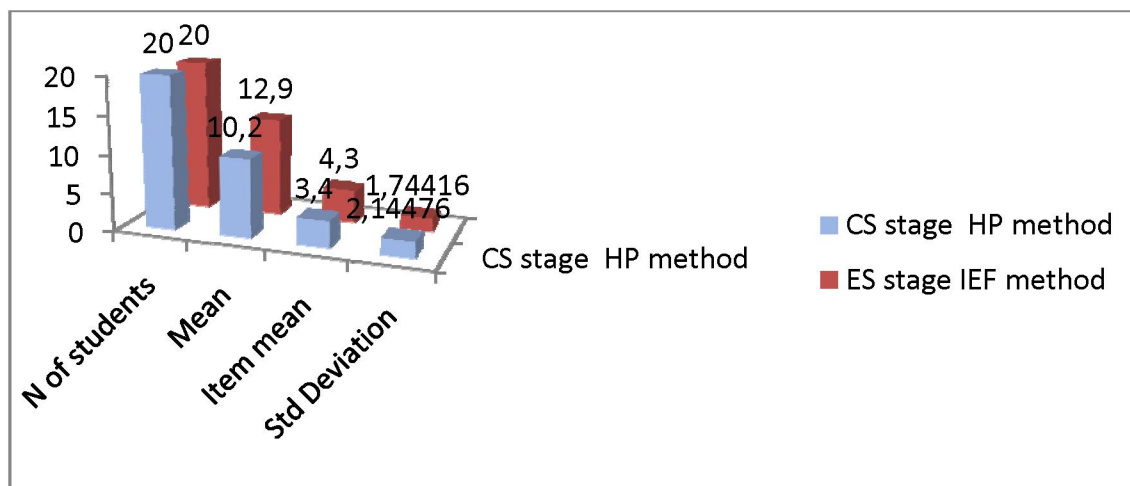 20 20
20
15
10
5
0
12,9
10,2
4,3
3,4
1,74416
2,14476
CS stage HP method
N of students
Mean
Item mean
Std Deviation
CS stage HP method
ES stage IEF method